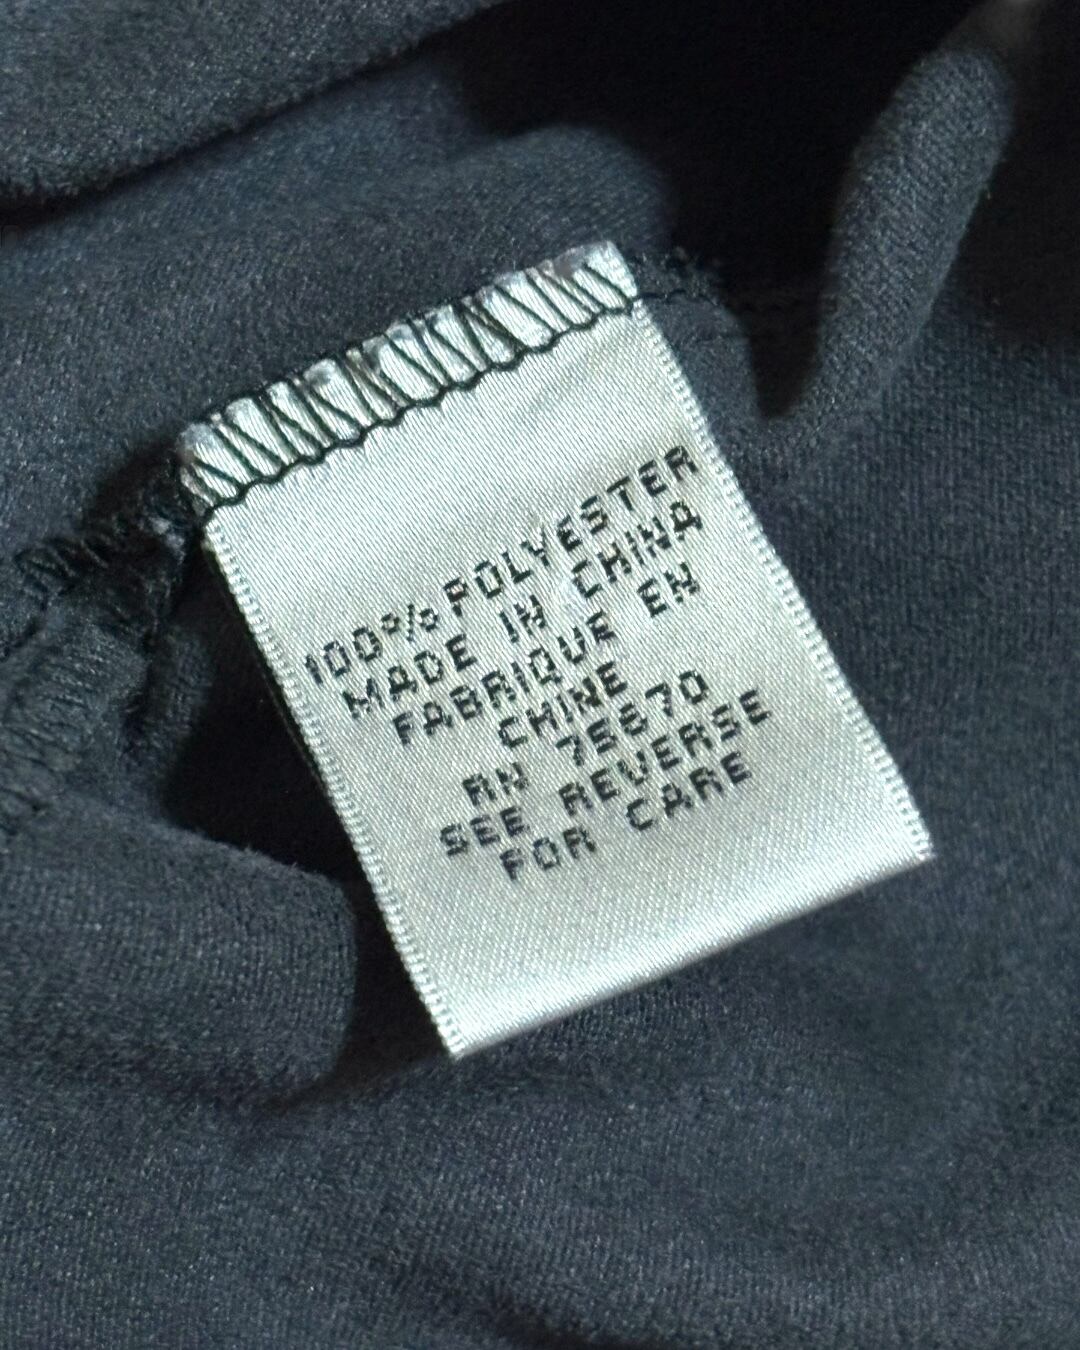 100% POLYESTER
MADE IN CHINA
FABRIQUE EN
CHINE
RN 75670
SEE REVERSE
FOR CARE